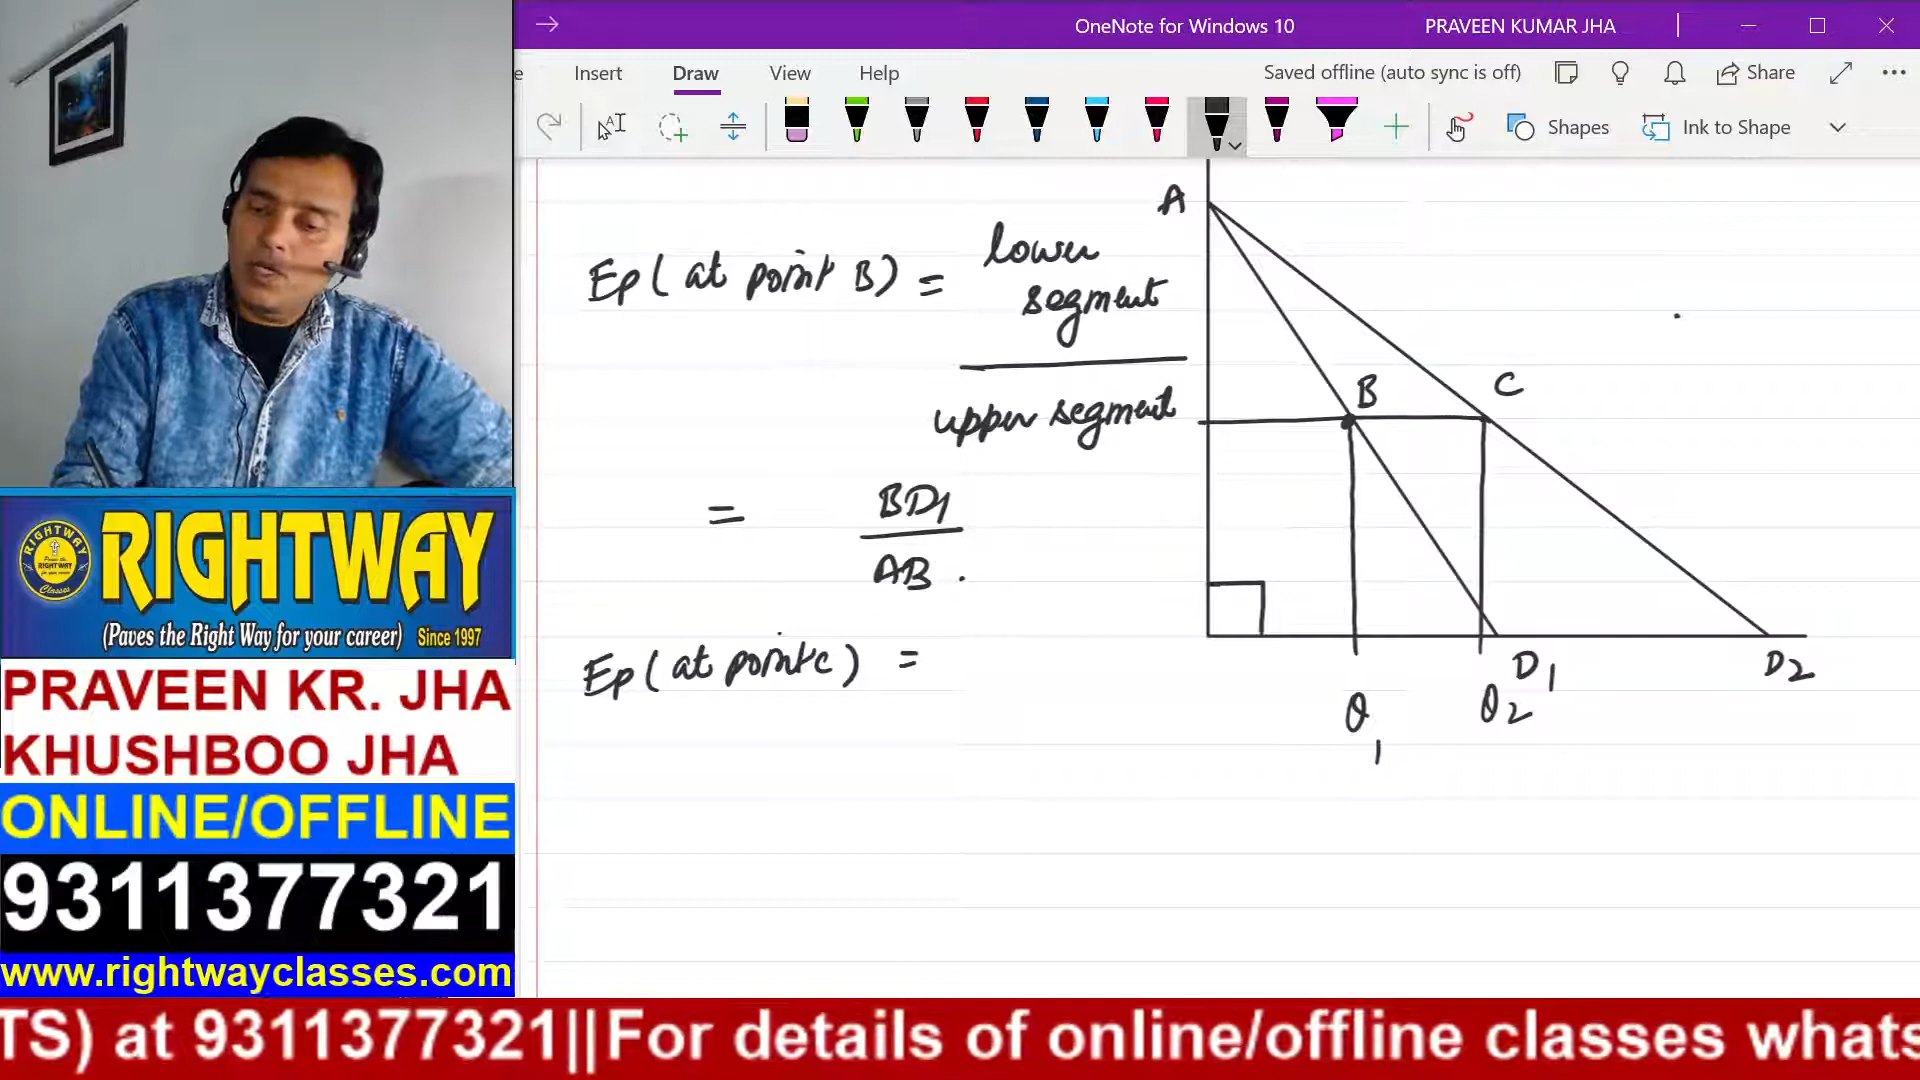 OneNote for Windows 10
PRAVEEN KUMAR JHA
Insert
Draw
View
Help
Saved offline (auto sync is off)
Share
Shapes
Ink to Shape
A
Ep ( at point B) = lower segment
upper segment
B
C
= BD1
AB .
Ep ( at point c) =
D1
D2
Q1
Q2
RIGHTWAY
Classes
RIGHTWAY
(Paves the Right Way for your career) Since 1997
PRAVEEN KR. JHA
KHUSHBOO JHA
ONLINE/OFFLINE
9311377321
www.rightwayclasses.com
TS) at 9311377321||For details of online/offline classes whats